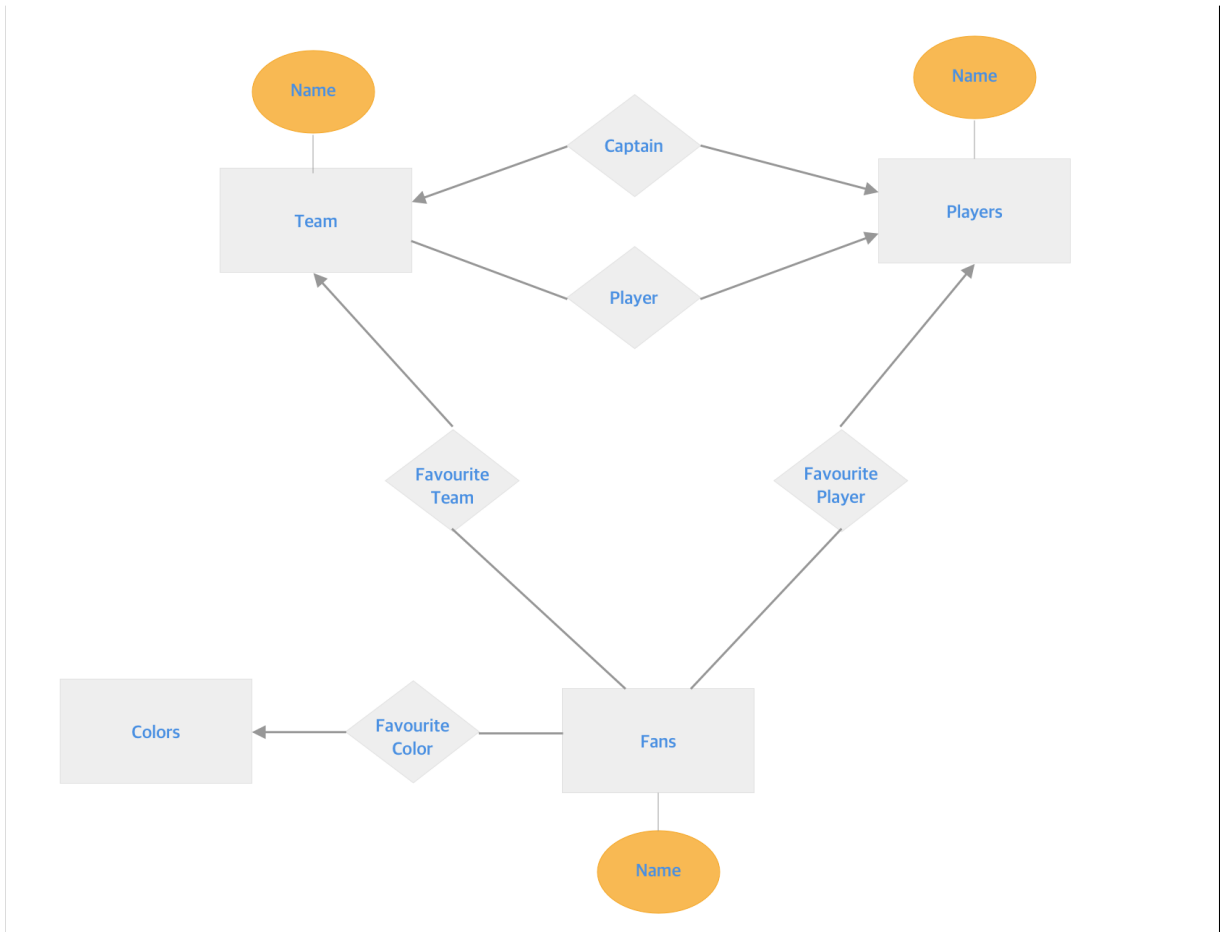 Name
Name
Captain
Team
Players
Player
Favourite
Team
Favourite
Player
Colors
Favourite
Color
Fans
Name